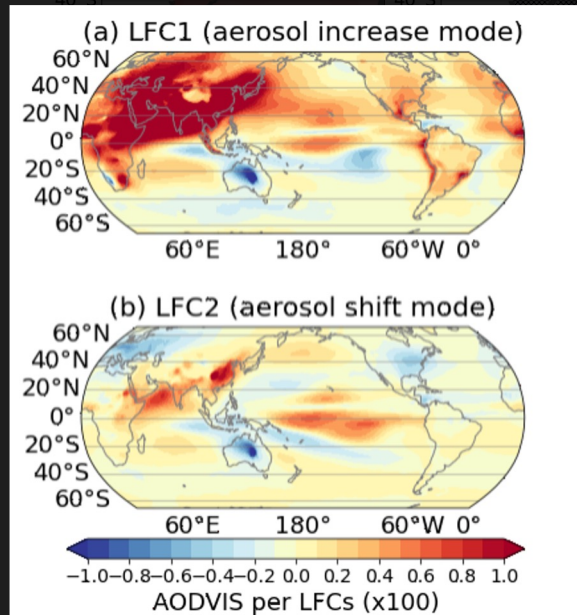 (a) LFC1 (aerosol increase mode)
60°N
40°N
20°N
0°
20°S
40°S
60°S
60°E 180° 60°W 0°
(b) LFC2 (aerosol shift mode)
60°N
40°N
20°N
0°
20°S
40°S
60°S
60°E 180° 60°W 0°
−1.0−0.8−0.6−0.4−0.2 0.0 0.2 0.4 0.6 0.8 1.0
AODVIS per LFCs (x100)